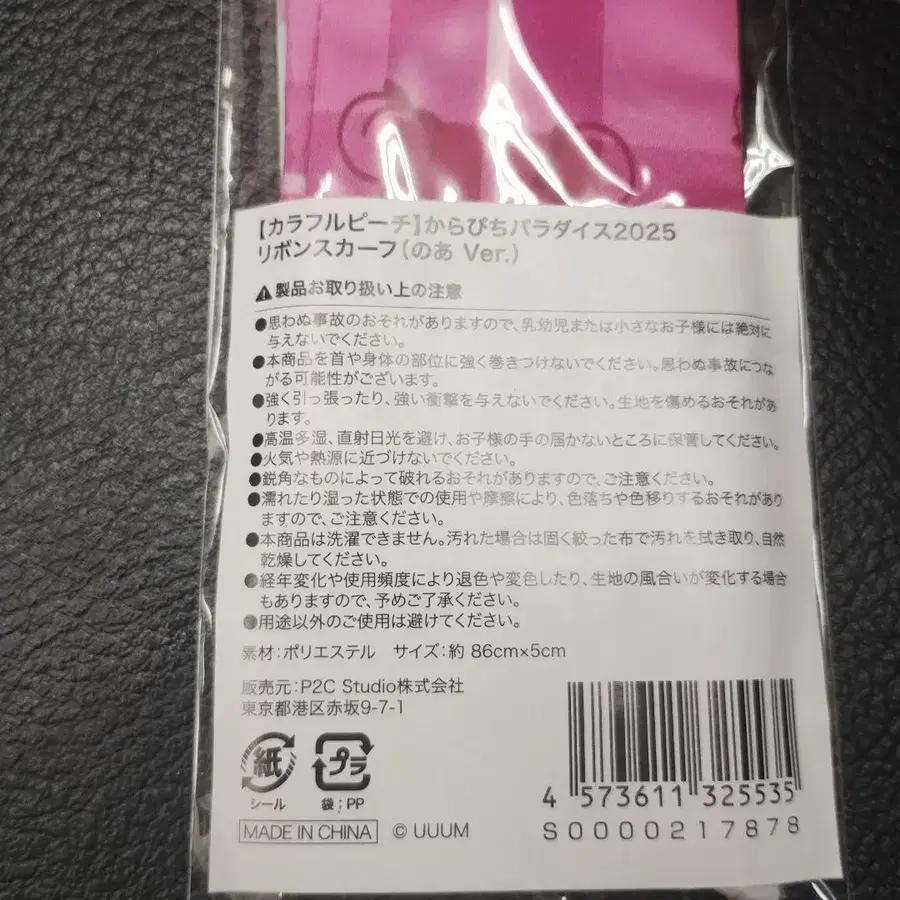 【カラフルピーチ】からぴちパラダイス2025
リボンスカーフ(のあ Ver.)
製品お取り扱い上の注意
●思わぬ事故のおそれがありますので、乳幼児または小さなお子様には絶対に
与えないでください。
●本商品を首や身体の部位に強く巻きつけないでください。思わぬ事故につな
がる可能性がございます。
●強く引っ張ったり、強い衝撃を与えないでください。生地を傷めるおそれがあ
ります。
●高温多湿、直射日光を避け、お子様の手の届かないところに保管してください。
●火気や熱源に近づけないでください。
●鋭角なものによって破れるおそれがありますので、ご注意ください。
●濡れたり湿った状態での使用や摩擦により、色落ちや色移りするおそれがあり
ますので、ご注意ください。
●本商品は洗濯できません。汚れた場合は固く絞った布で汚れを拭き取り、自然
乾燥してください。
●経年変化や使用頻度により退色や変色したり、生地の風合いが変化する場合
もありますので、予めご了承ください。
●用途以外のご使用は避けてください。
素材:ポリエステル サイズ:約 86cm×5cm
販売元:P2C Studio株式会社
東京都港区赤坂9-7-1
紙 プラ
シール 袋:PP
MADE IN CHINA © UUUM
4 573611 325535
S0000217878